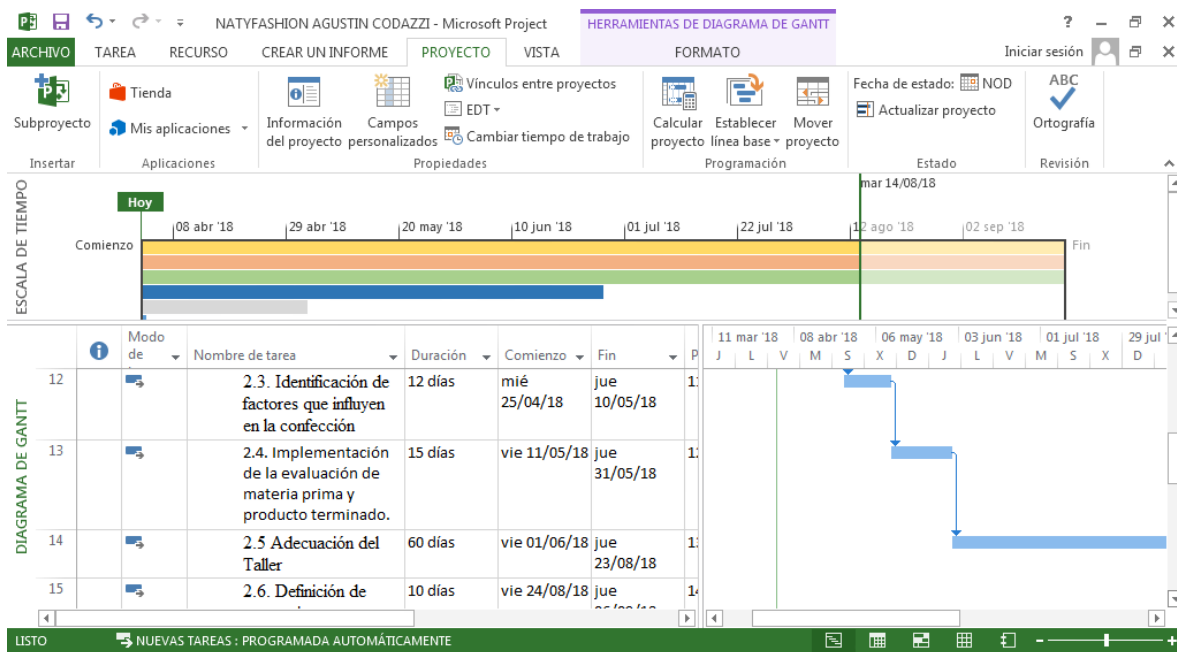 NATYFASHION AGUSTIN CODAZZI - Microsoft Project
HERRAMIENTAS DE DIAGRAMA DE GANTT
ARCHIVO TAREA RECURSO CREAR UN INFORME PROYECTO VISTA FORMATO Iniciar sesión
Subproyecto
Insertar
Tienda
Mis aplicaciones
Aplicaciones
Información
del proyecto
Campos
personalizados
Vínculos entre proyectos
EDT
Cambiar tiempo de trabajo
Propiedades
Calcular
proyecto
Establecer
línea base
Mover
proyecto
Programación
Fecha de estado: NOD
Actualizar proyecto
Estado
ABC
Ortografía
Revisión
ESCALA DE TIEMPO
mar 14/08/18
Hoy
08 abr '18 29 abr '18 20 may '18 10 jun '18 01 jul '18 22 jul '18 12 ago '18 02 sep '18
Comienzo
Fin
DIAGRAMA DE GANTT
Modo
de
Nombre de tarea Duración Comienzo Fin P
11 mar '18 08 abr '18 06 may '18 03 jun '18 01 jul '18 29 jul '
J L V M S X D J L V M S X D
12
2.3. Identificación de
factores que influyen
en la confección
12 días
mié
25/04/18
jue
10/05/18
13
2.4. Implementación
de la evaluación de
materia prima y
producto terminado.
15 días
vie 11/05/18
jue
31/05/18
14
2.5 Adecuación del
Taller
60 días
vie 01/06/18
jue
23/08/18
15
2.6. Definición de
10 días
vie 24/08/18
jue
LISTO NUEVAS TAREAS : PROGRAMADA AUTOMÁTICAMENTE